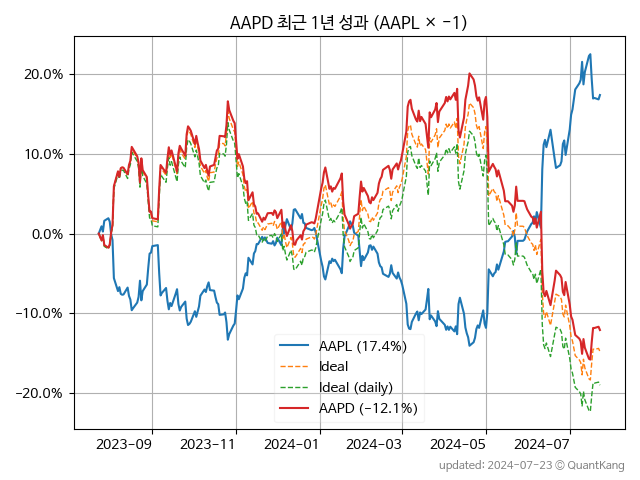 AAPD 최근 1년 성과 (AAPL × −1)
20.0%
10.0%
0.0%
−10.0%
−20.0%
AAPL (17.4%)
Ideal
Ideal (daily)
AAPD (−12.1%)
2023−09 2023−11 2024−01 2024−03 2024−05 2024−07
updated: 2024−07−23 © QuantKang